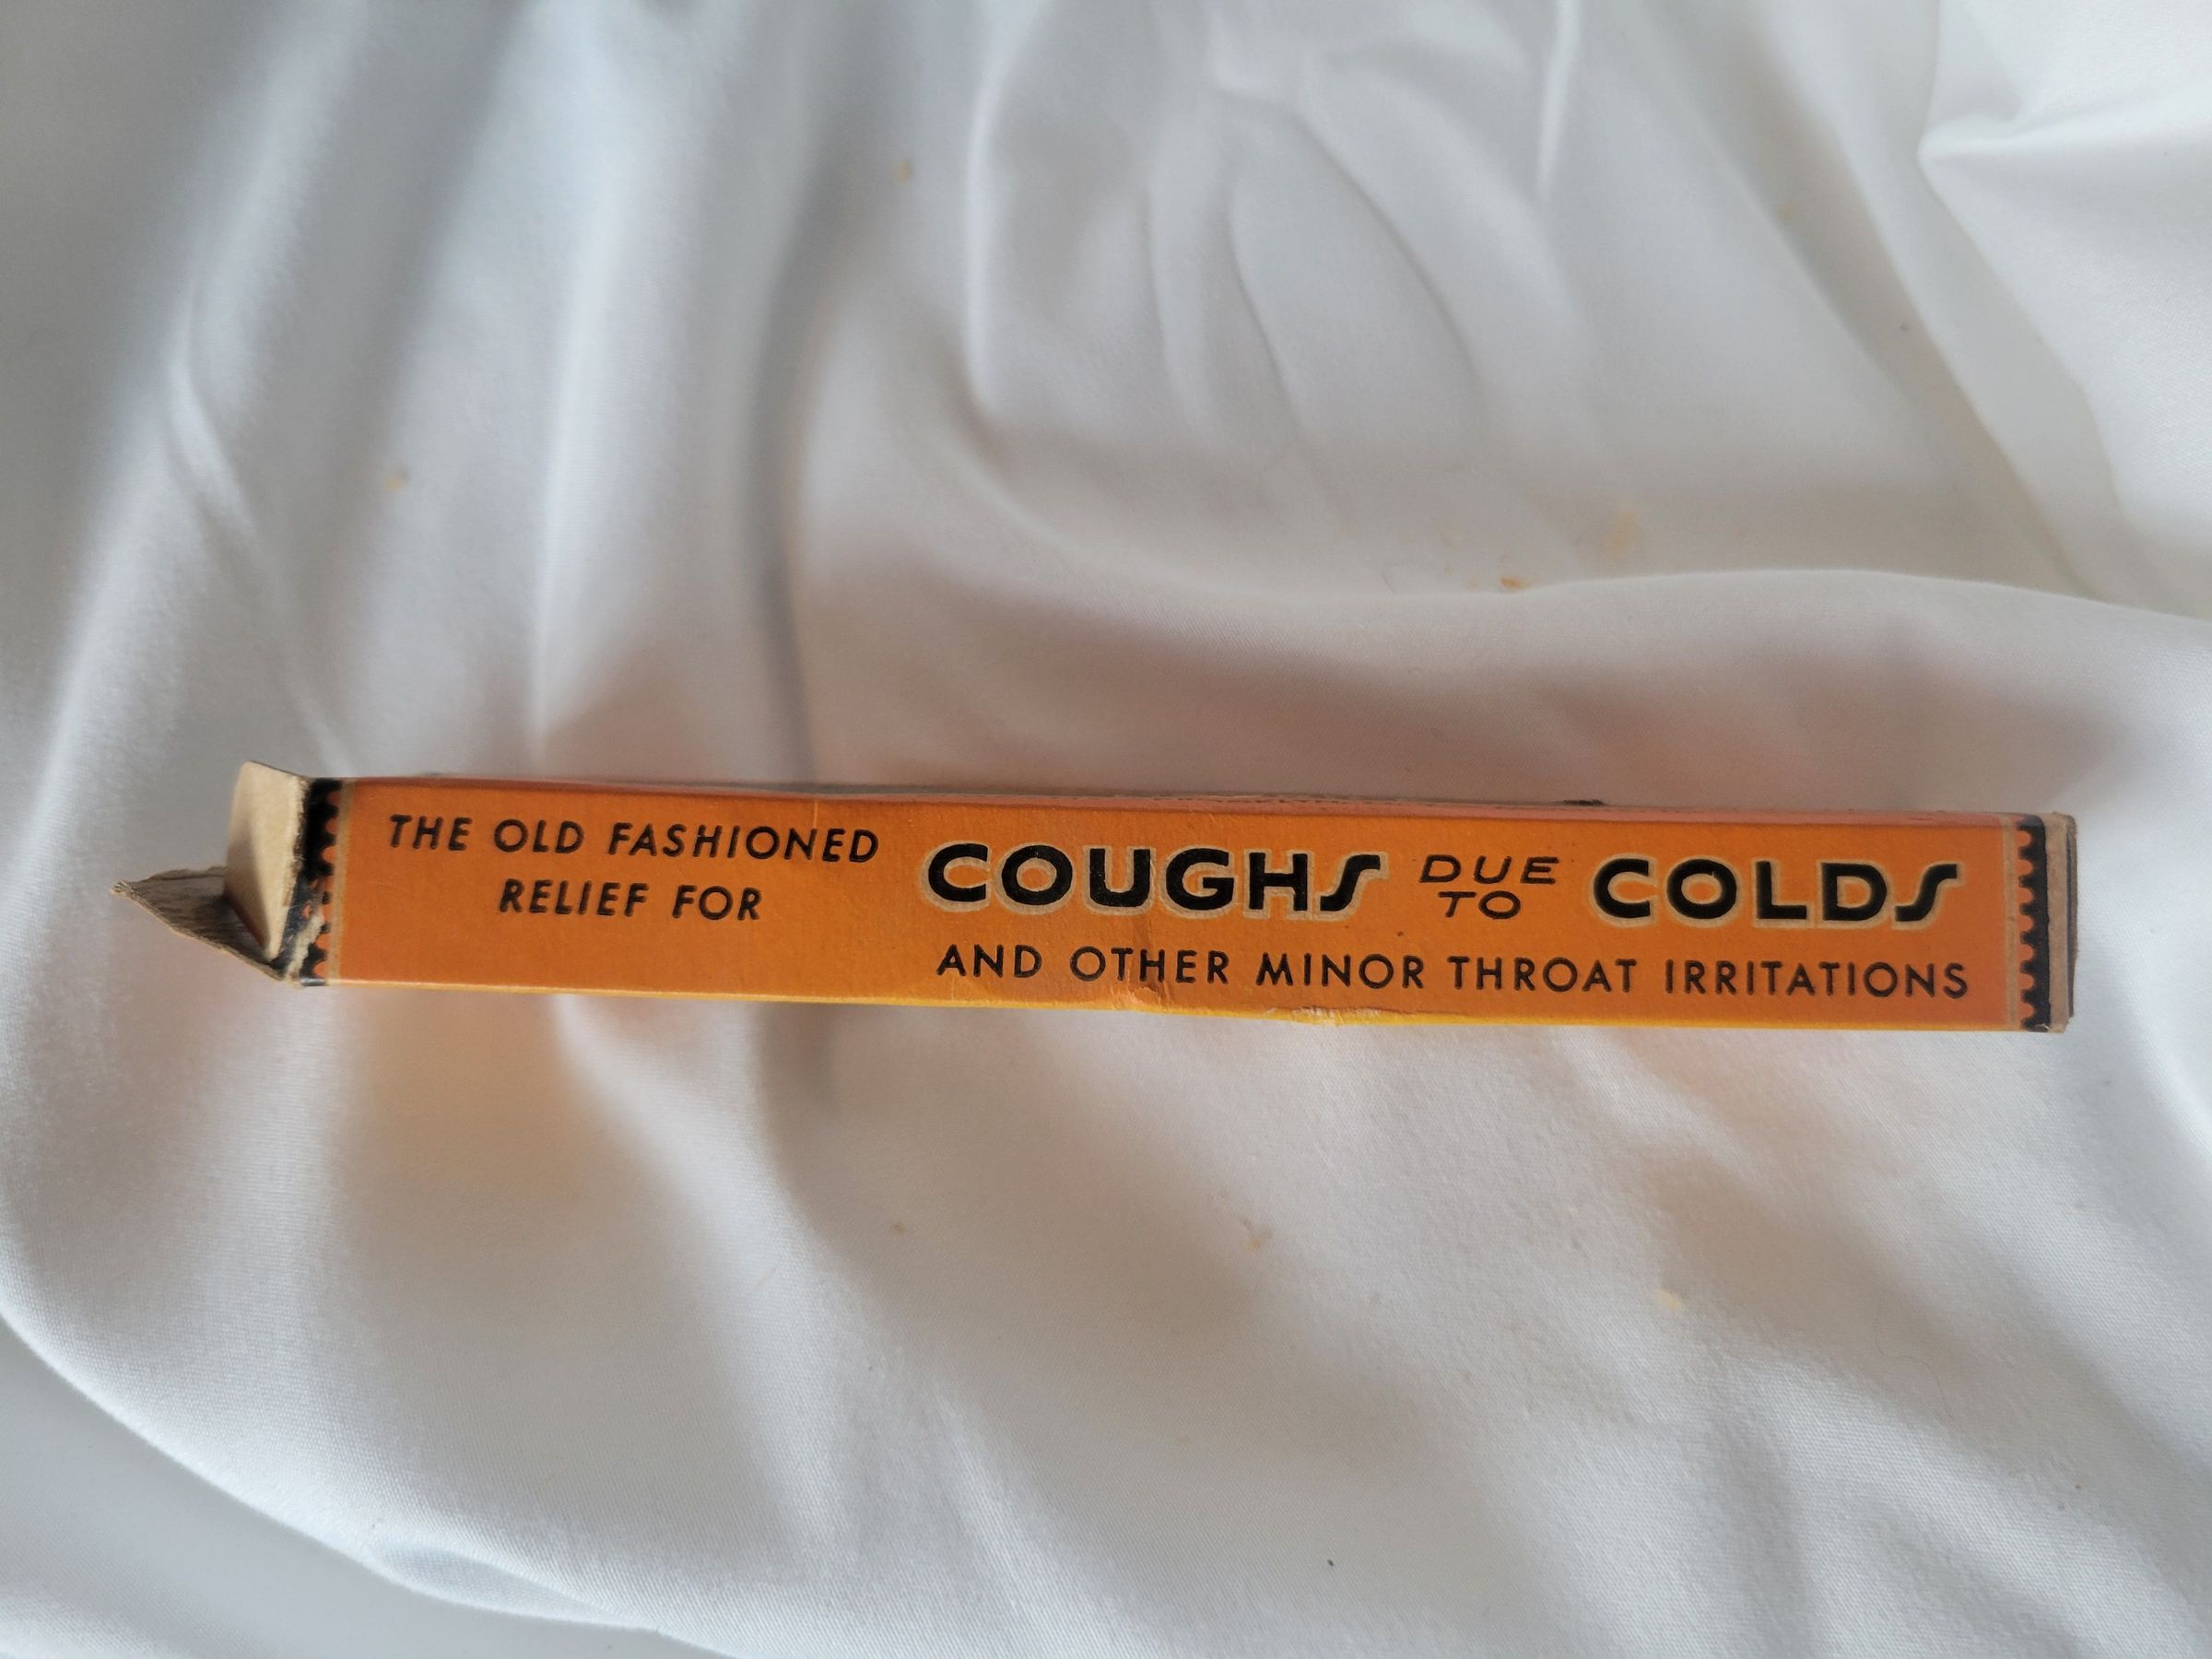 THE OLD FASHIONED
RELIEF FOR
COUGHS DUE TO COLDS
AND OTHER MINOR THROAT IRRITATIONS